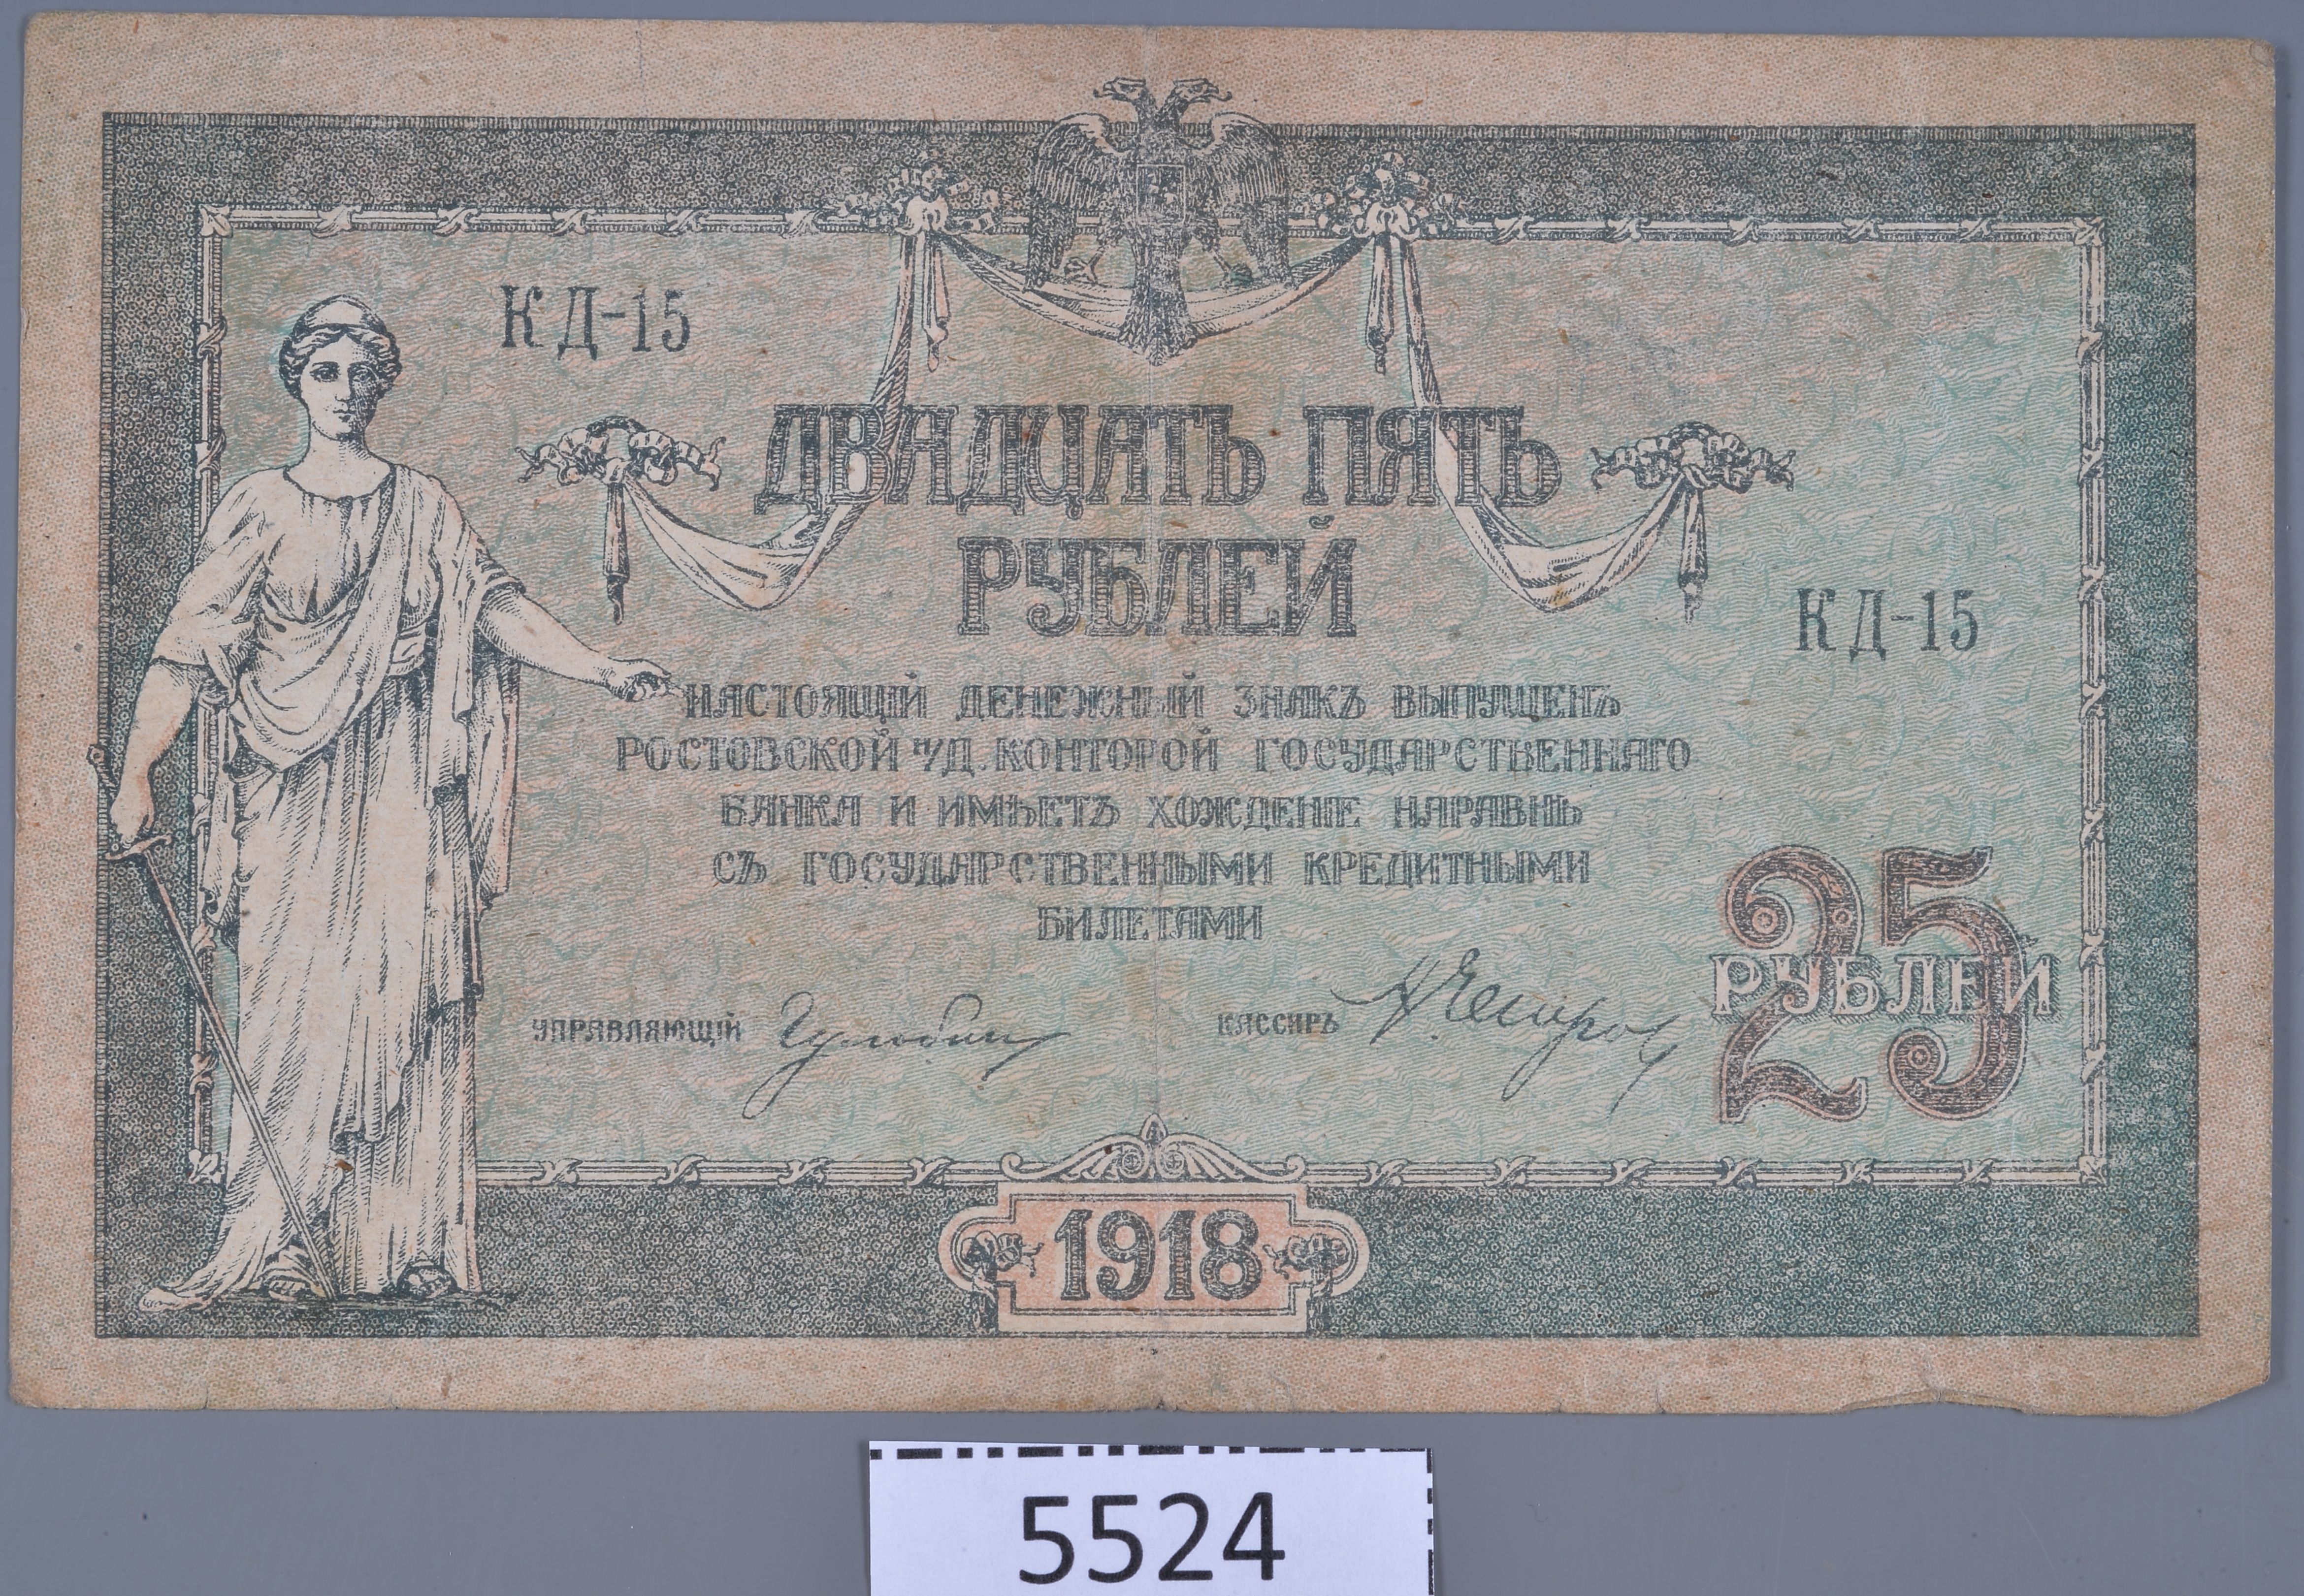 КД-15
ДВАДЦАТЬ ПЯТЬ
РУБЛЕЙ
КД-15
НАСТОЯЩІЙ ДЕНЕЖНЫЙ ЗНАКЪ ВЫПУЩЕНЪ
РОСТОВСКОЙ Н/Д. КОНТОРОЙ ГОСУДАРСТВЕННАГО
БАНКА И ИМѢЕТЪ ХОЖДЕНІЕ НАРАВНѢ
СЪ ГОСУДАРСТВЕННЫМИ КРЕДИТНЫМИ
БИЛЕТАМИ
25
РУБЛЕЙ
УПРАВЛЯЮЩІЙ
КАССИРЪ
1918
5524